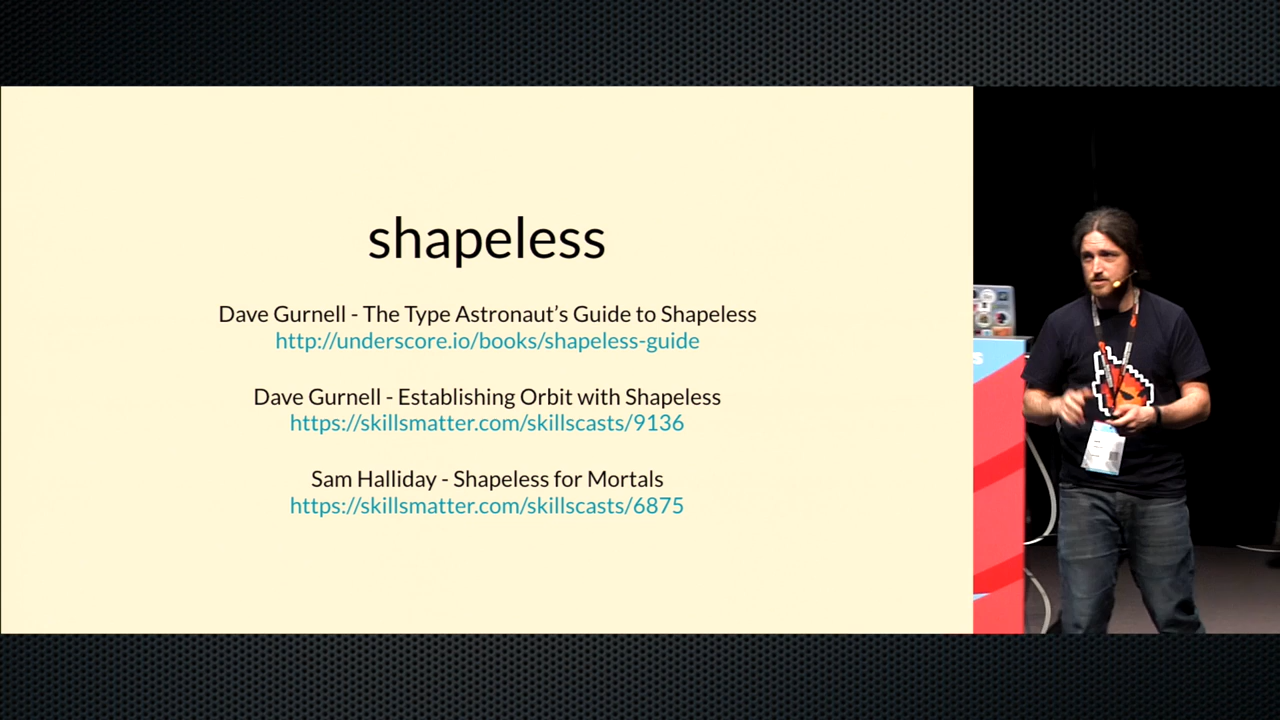 shapeless
Dave Gurnell - The Type Astronaut’s Guide to Shapeless
http://underscore.io/books/shapeless-guide
Dave Gurnell - Establishing Orbit with Shapeless
https://skillsmatter.com/skillscasts/9136
Sam Halliday - Shapeless for Mortals
https://skillsmatter.com/skillscasts/6875